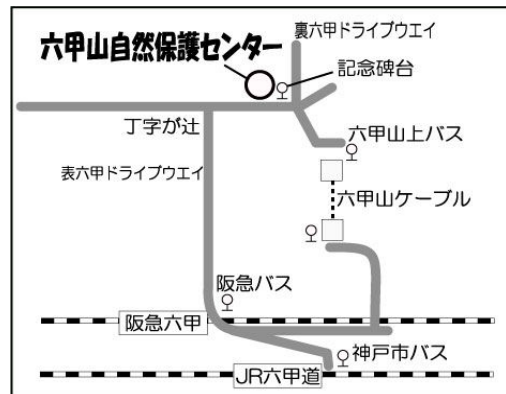 裏六甲ドライブウエイ
六甲山自然保護センター
記念碑台
丁字が辻
六甲山上バス
表六甲ドライブウエイ
六甲山ケーブル
阪急バス
阪急六甲
神戸市バス
JR六甲道